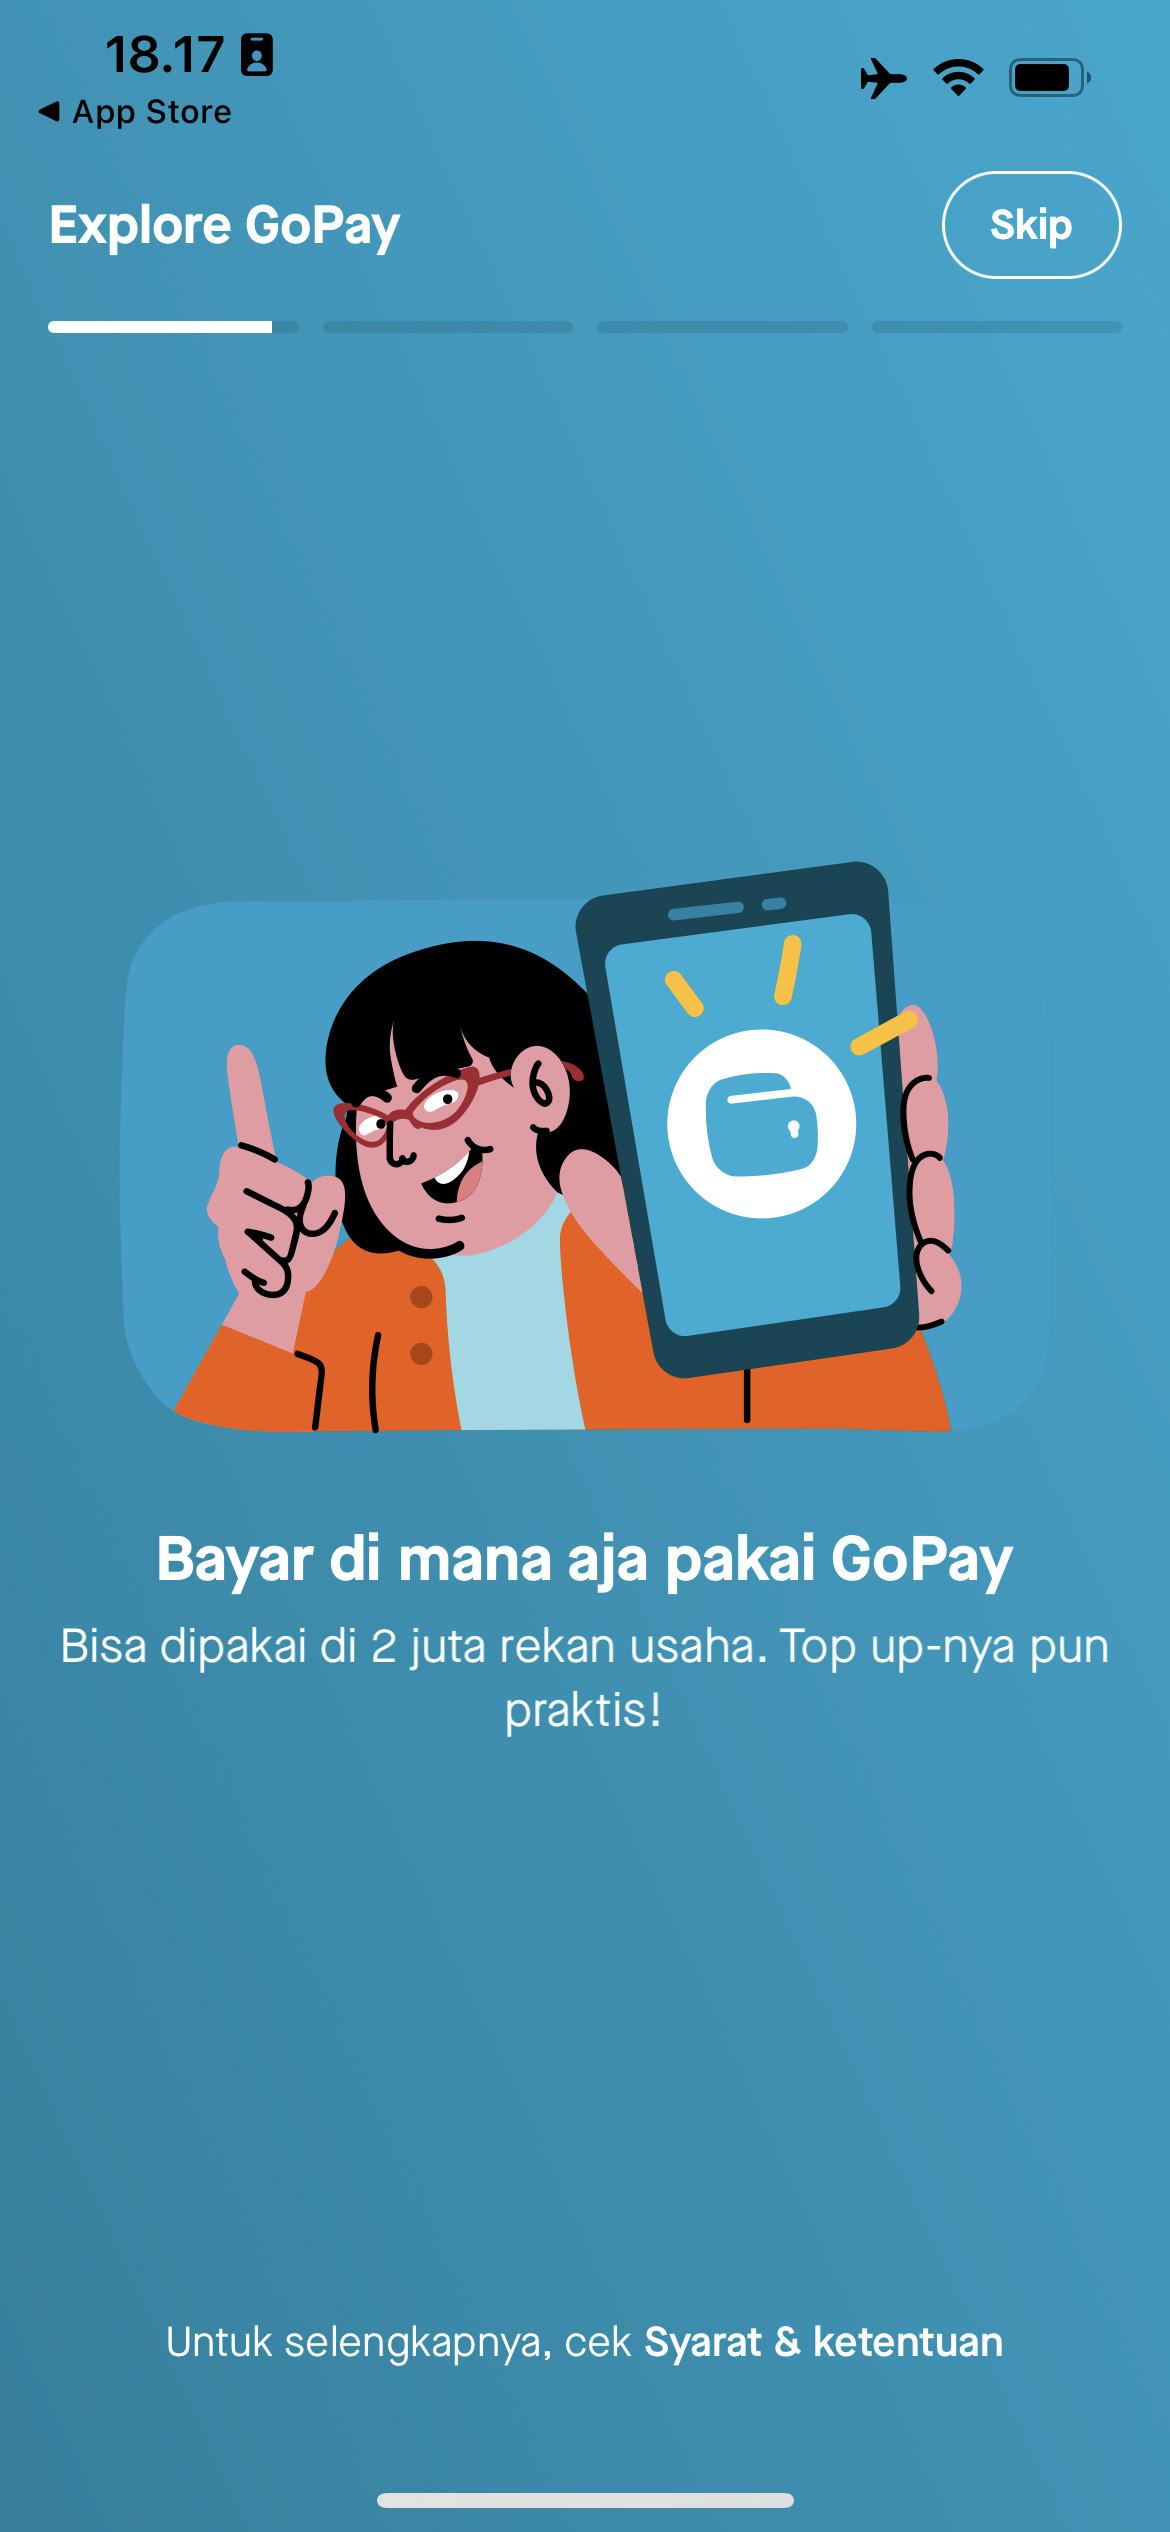 18.17
App Store
Explore GoPay
Skip
Bayar di mana aja pakai GoPay
Bisa dipakai di 2 juta rekan usaha. Top up-nya pun
praktis!
Untuk selengkapnya, cek Syarat & ketentuan